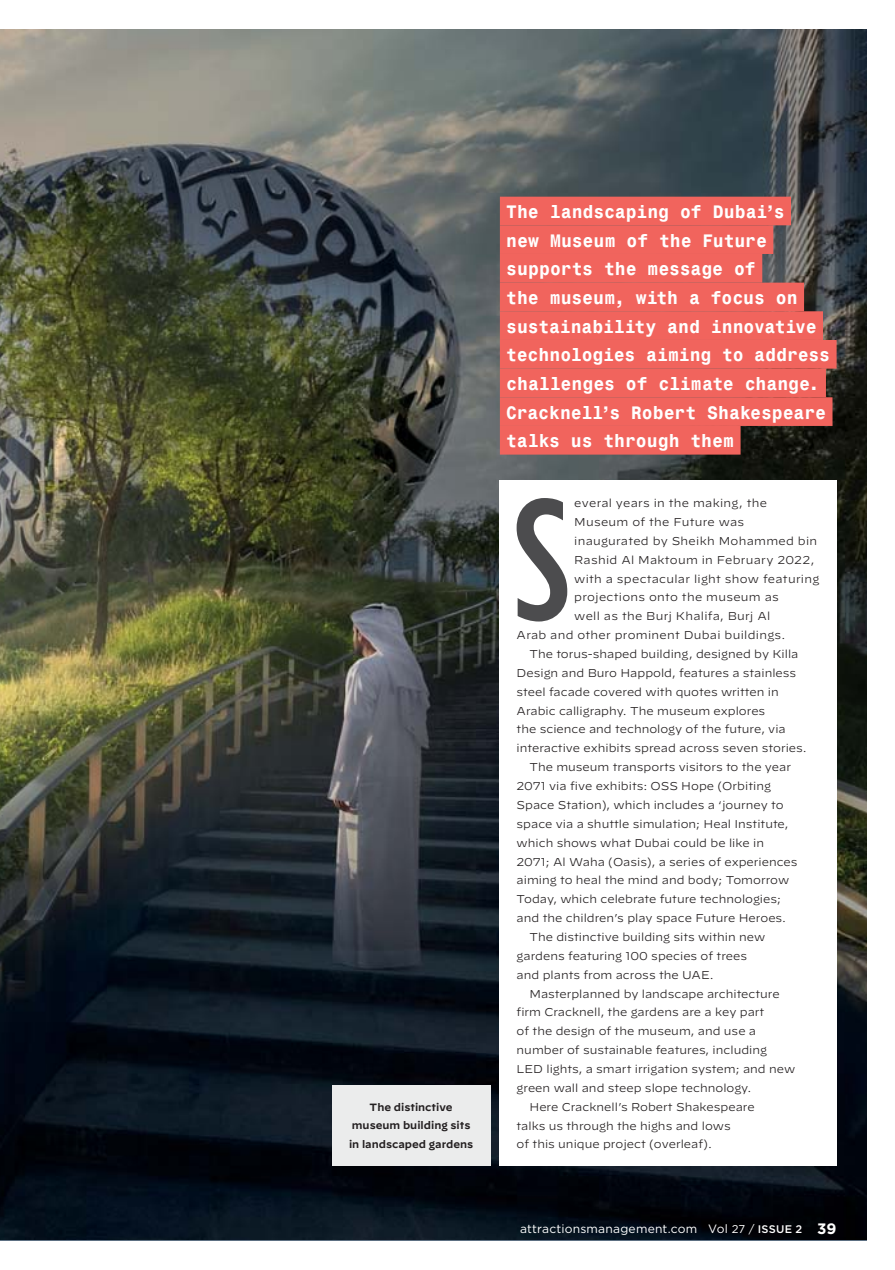 The landscaping of Dubai’s
new Museum of the Future
supports the message of
the museum, with a focus on
sustainability and innovative
technologies aiming to address
challenges of climate change.
Cracknell’s Robert Shakespeare
talks us through them
Several years in the making, the
Museum of the Future was
inaugurated by Sheikh Mohammed bin
Rashid Al Maktoum in February 2022,
with a spectacular light show featuring
projections onto the museum as
well as the Burj Khalifa, Burj Al
Arab and other prominent Dubai buildings.
The torus-shaped building, designed by Killa
Design and Buro Happold, features a stainless
steel facade covered with quotes written in
Arabic calligraphy. The museum explores
the science and technology of the future, via
interactive exhibits spread across seven stories.
The museum transports visitors to the year
2071 via five exhibits: OSS Hope (Orbiting
Space Station), which includes a ‘journey to
space via a shuttle simulation; Heal Institute,
which shows what Dubai could be like in
2071; Al Waha (Oasis), a series of experiences
aiming to heal the mind and body; Tomorrow
Today, which celebrate future technologies;
and the children’s play space Future Heroes.
The distinctive building sits within new
gardens featuring 100 species of trees
and plants from across the UAE.
Masterplanned by landscape architecture
firm Cracknell, the gardens are a key part
of the design of the museum, and use a
number of sustainable features, including
LED lights, a smart irrigation system; and new
green wall and steep slope technology.
Here Cracknell’s Robert Shakespeare
talks us through the highs and lows
of this unique project (overleaf).
The distinctive
museum building sits
in landscaped gardens
attractionsmanagement.com Vol 27 / ISSUE 2 39